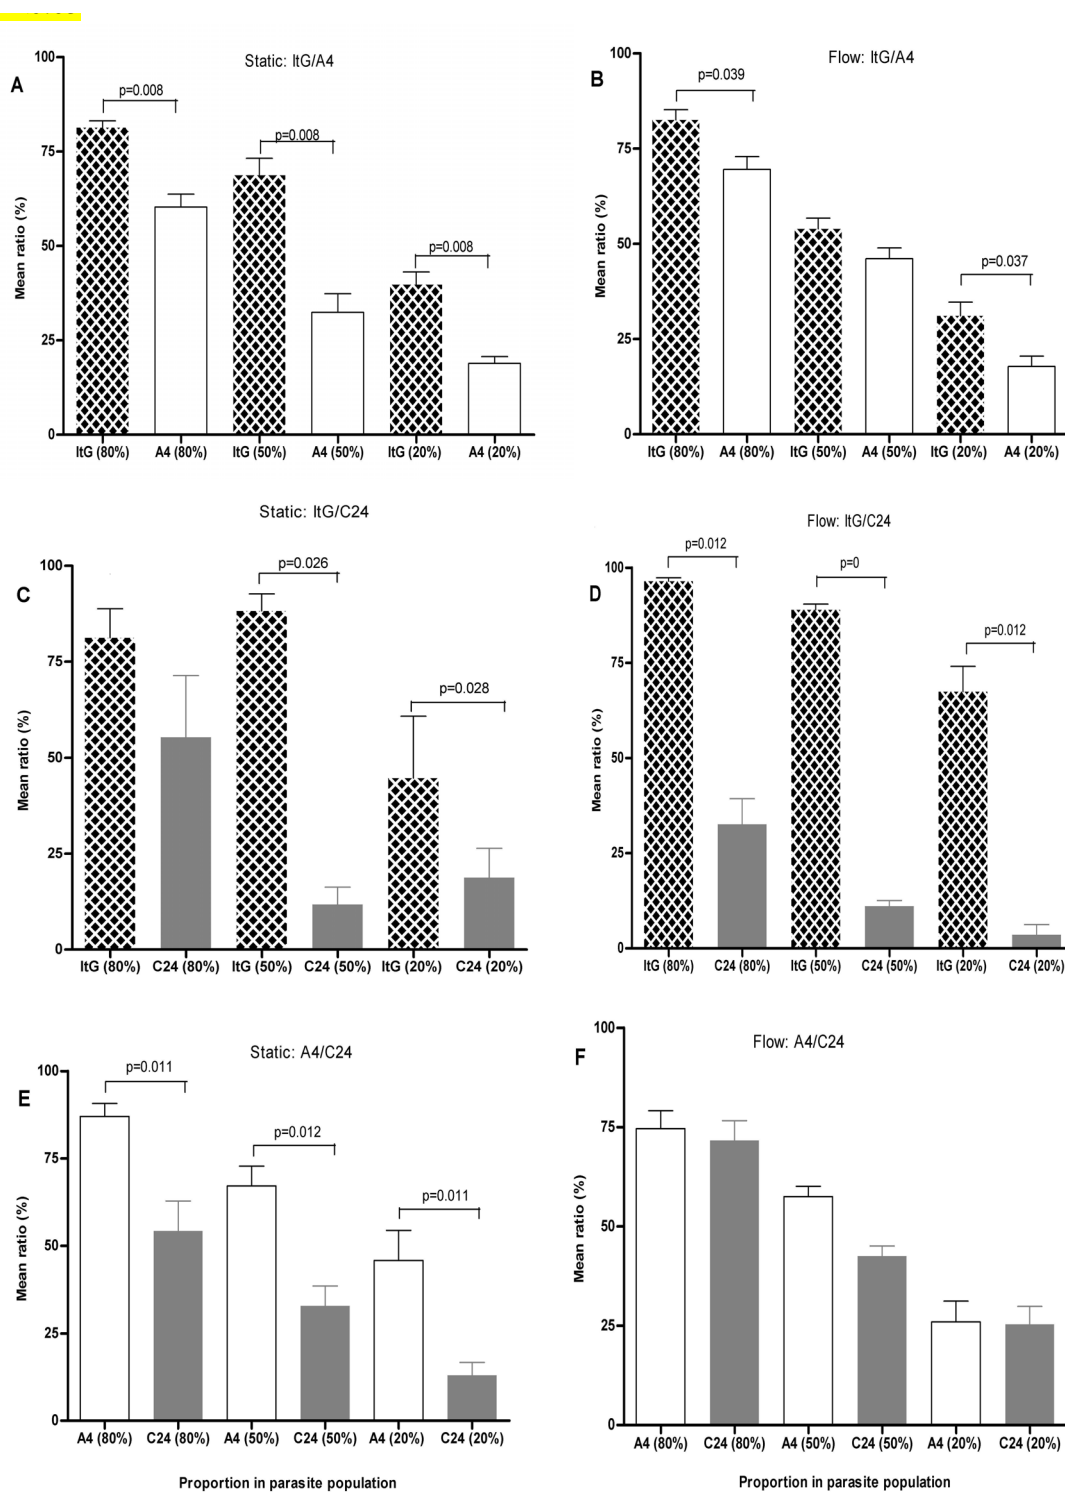 A
Static: ItG/A4
Mean ratio (%)
100
75
50
25
0
p=0.008
p=0.008
p=0.008
ItG (80%) A4 (80%) ItG (50%) A4 (50%) ItG (20%) A4 (20%)
B
Flow: ItG/A4
Mean ratio (%)
100
75
50
25
0
p=0.039
p=0.037
ItG (80%) A4 (80%) ItG (50%) A4 (50%) ItG (20%) A4 (20%)
C
Static: ItG/C24
Mean ratio (%)
100
75
50
25
0
p=0.026
p=0.028
ItG (80%) C24 (80%) ItG (50%) C24 (50%) ItG (20%) C24 (20%)
D
Flow: ItG/C24
Mean ratio (%)
100
75
50
25
0
p=0.012
p=0
p=0.012
ItG (80%) C24 (80%) ItG (50%) C24 (50%) ItG (20%) C24 (20%)
E
Static: A4/C24
Mean ratio (%)
100
75
50
25
0
p=0.011
p=0.012
p=0.011
A4 (80%) C24 (80%) A4 (50%) C24 (50%) A4 (20%) C24 (20%)
Proportion in parasite population
F
Flow: A4/C24
Mean ratio (%)
100
75
50
25
0
A4 (80%) C24 (80%) A4 (50%) C24 (50%) A4 (20%) C24 (20%)
Proportion in parasite population